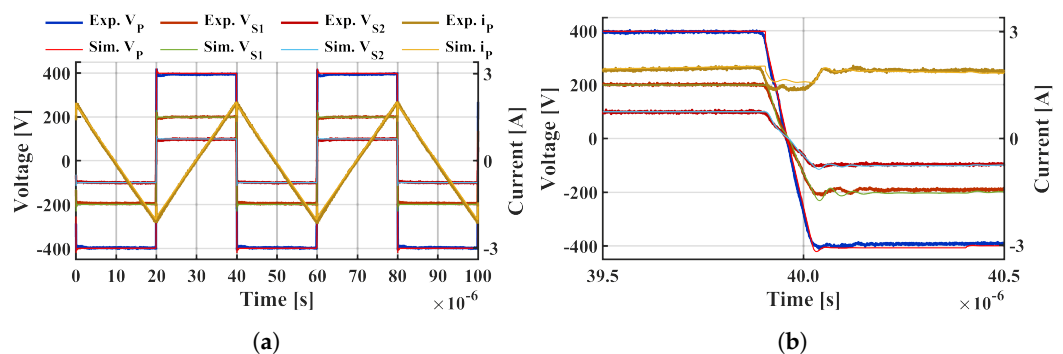 Exp. V_P Exp. V_S1 Exp. V_S2 Exp. i_P
Sim. V_P Sim. V_S1 Sim. V_S2 Sim. i_P
Voltage [V]
400
200
0
-200
-400
Current [A]
3
0
-3
0 10 20 30 40 50 60 70 80 90 100
Time [s]
×10^-6
(a)
Voltage [V]
400
200
0
-200
-400
Current [A]
3
0
-3
39.5 40.0 40.5
Time [s]
×10^-6
(b)